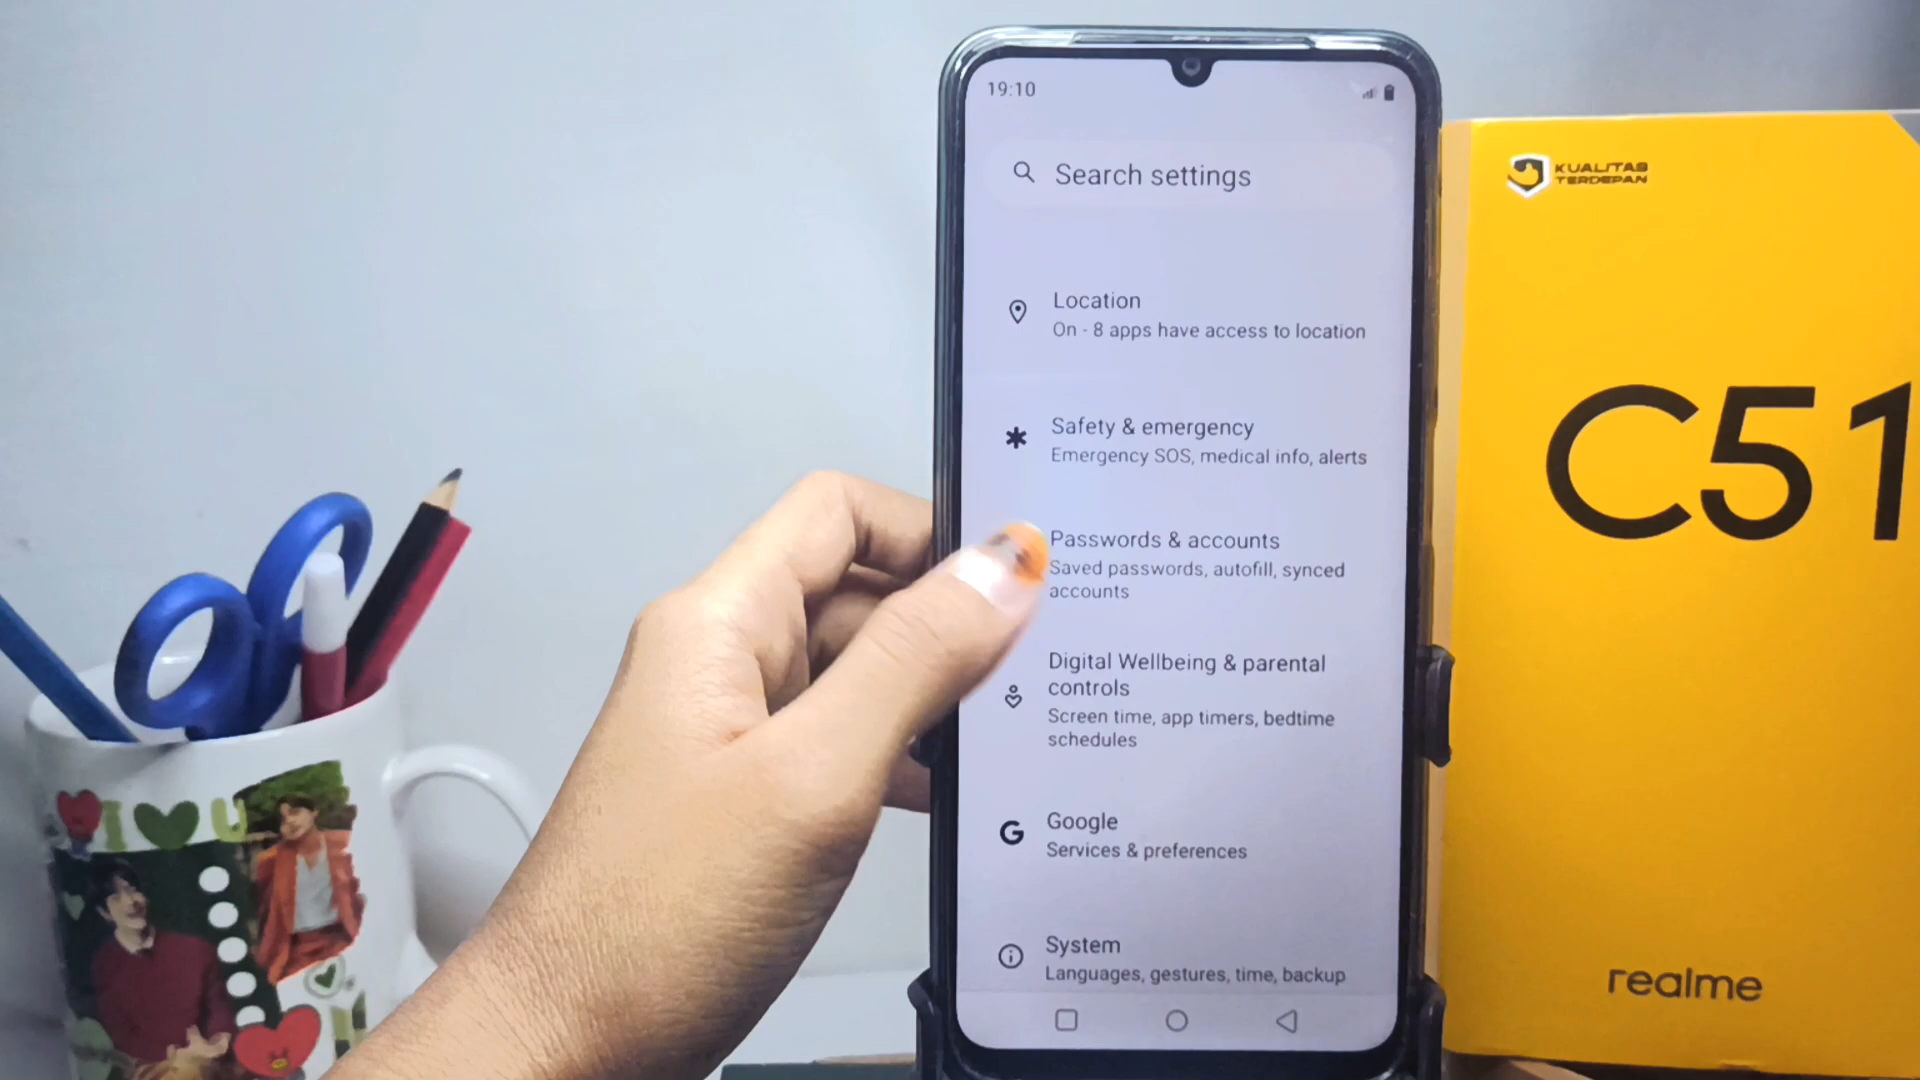 19:10
Search settings
Location
On - 8 apps have access to location
Safety & emergency
Emergency SOS, medical info, alerts
Passwords & accounts
Saved passwords, autofill, synced
accounts
Digital Wellbeing & parental
controls
Screen time, app timers, bedtime
schedules
Google
Services & preferences
System
Languages, gestures, time, backup
KUALITAS
TERDEPAN
C51
realme
I U